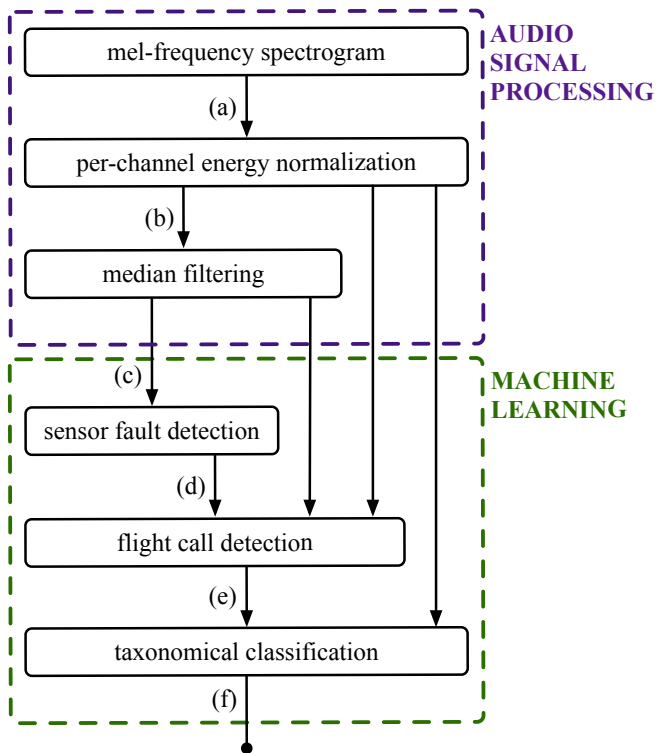 mel-frequency spectrogram
AUDIO
SIGNAL
PROCESSING
(a)
per-channel energy normalization
(b)
median filtering
(c)
MACHINE
LEARNING
sensor fault detection
(d)
flight call detection
(e)
taxonomical classification
(f)